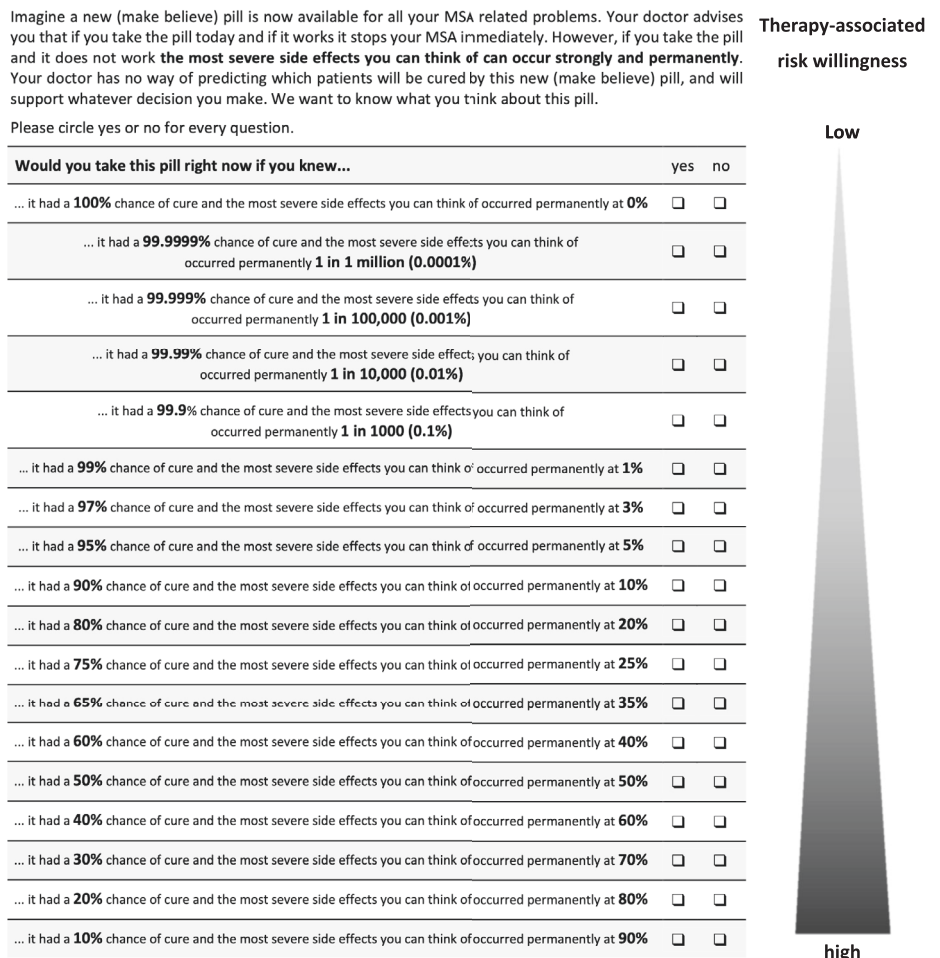 Imagine a new (make believe) pill is now available for all your MSA related problems. Your doctor advises
you that if you take the pill today and if it works it stops your MSA immediately. However, if you take the pill
and it does not work the most severe side effects you can think of can occur strongly and permanently.
Your doctor has no way of predicting which patients will be cured by this new (make believe) pill, and will
support whatever decision you make. We want to know what you think about this pill.
Please circle yes or no for every question.
Therapy-associated
risk willingness
Low
Would you take this pill right now if you knew... yes no
... it had a 100% chance of cure and the most severe side effects you can think of occurred permanently at 0%
... it had a 99.9999% chance of cure and the most severe side effects you can think of
occurred permanently 1 in 1 million (0.0001%)
... it had a 99.999% chance of cure and the most severe side effects you can think of
occurred permanently 1 in 100,000 (0.001%)
... it had a 99.99% chance of cure and the most severe side effects you can think of
occurred permanently 1 in 10,000 (0.01%)
... it had a 99.9% chance of cure and the most severe side effects you can think of
occurred permanently 1 in 1000 (0.1%)
... it had a 99% chance of cure and the most severe side effects you can think of occurred permanently at 1%
... it had a 97% chance of cure and the most severe side effects you can think of occurred permanently at 3%
... it had a 95% chance of cure and the most severe side effects you can think of occurred permanently at 5%
... it had a 90% chance of cure and the most severe side effects you can think of occurred permanently at 10%
... it had a 80% chance of cure and the most severe side effects you can think of occurred permanently at 20%
... it had a 75% chance of cure and the most severe side effects you can think of occurred permanently at 25%
... it had a 65% chance of cure and the most severe side effects you can think of occurred permanently at 35%
... it had a 60% chance of cure and the most severe side effects you can think of occurred permanently at 40%
... it had a 50% chance of cure and the most severe side effects you can think of occurred permanently at 50%
... it had a 40% chance of cure and the most severe side effects you can think of occurred permanently at 60%
... it had a 30% chance of cure and the most severe side effects you can think of occurred permanently at 70%
... it had a 20% chance of cure and the most severe side effects you can think of occurred permanently at 80%
... it had a 10% chance of cure and the most severe side effects you can think of occurred permanently at 90%
high